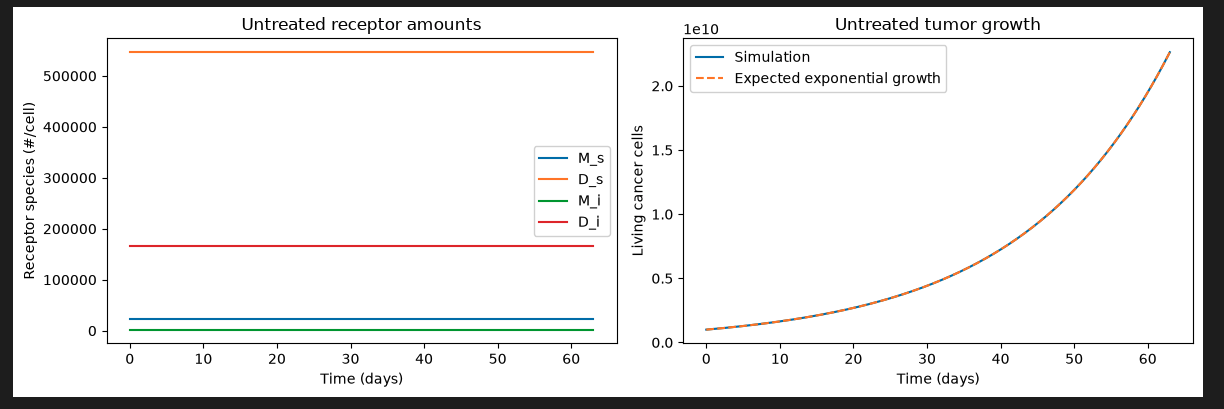 Untreated receptor amounts
Receptor species (#/cell)
500000
400000
300000
200000
100000
0
M_s
D_s
M_i
D_i
0 10 20 30 40 50 60
Time (days)
Untreated tumor growth
1e10
Living cancer cells
2.0
1.5
1.0
0.5
0.0
Simulation
Expected exponential growth
0 10 20 30 40 50 60
Time (days)